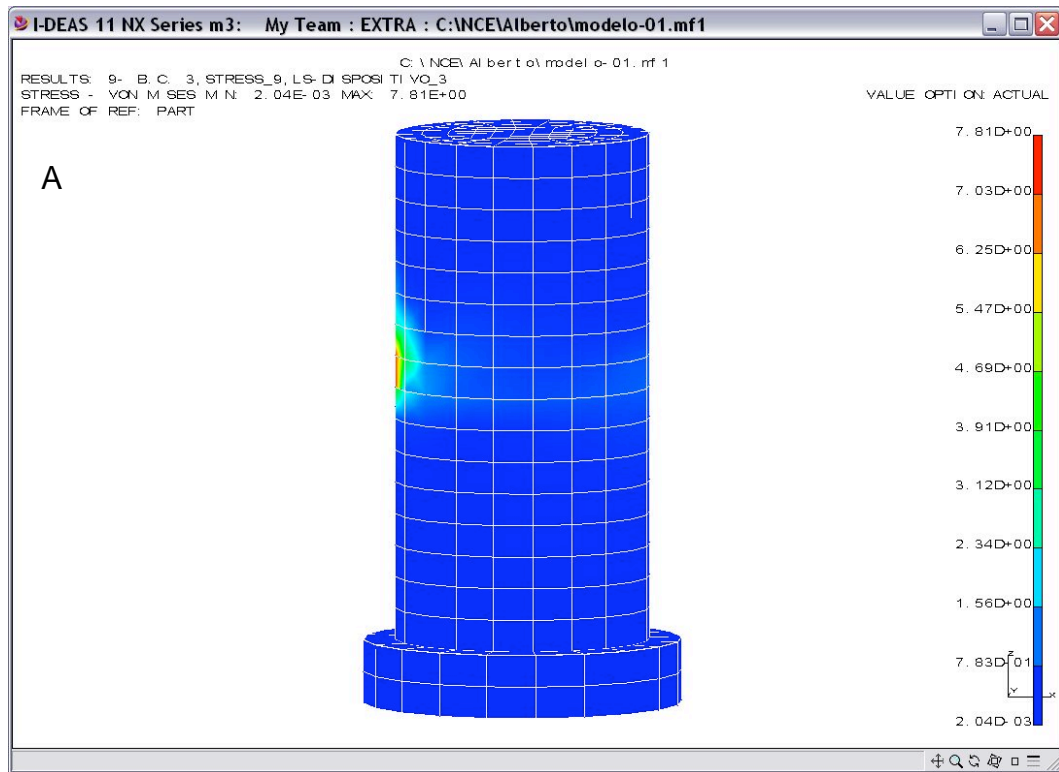 I-DEAS 11 NX Series m3: My Team : EXTRA : C:\NCE\Alberto\modelo-01.mf1
C: \ NCE\ Al ber t o\ model o- 01. mf 1
RESULTS: 9- B. C. 3, STRESS_9, LS- DI SPOSI TI VO_3
STRESS - VON M SES M N: 2. 04E- 03 MAX: 7. 81E+00
FRAME OF REF: PART
VALUE OPTI ON: ACTUAL
A
7. 81D+00
7. 03D+00
6. 25D+00
5. 47D+00
4. 69D+00
3. 91D+00
3. 12D+00
2. 34D+00
1. 56D+00
7. 83D- 01
2. 04D- 03
Z
Y
X